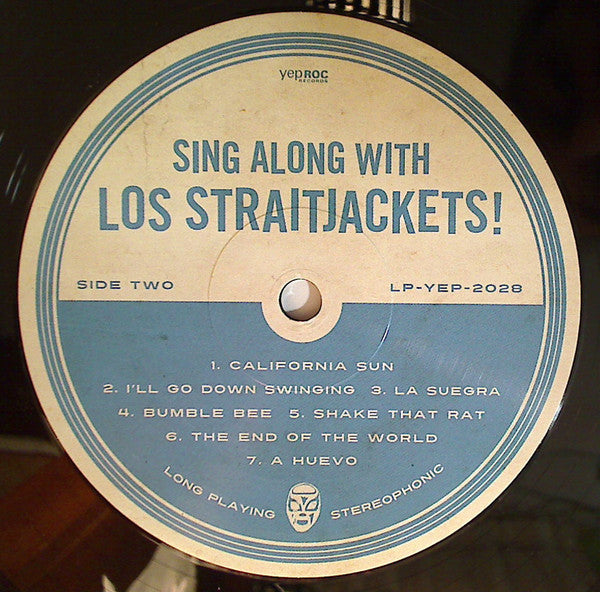 yepROC
RECORDS
SING ALONG WITH
LOS STRAITJACKETS!
SIDE TWO
LP-YEP-2028
1. CALIFORNIA SUN
2. I'LL GO DOWN SWINGING 3. LA SUEGRA
4. BUMBLE BEE 5. SHAKE THAT RAT
6. THE END OF THE WORLD
7. A HUEVO
LONG PLAYING STEREOPHONIC